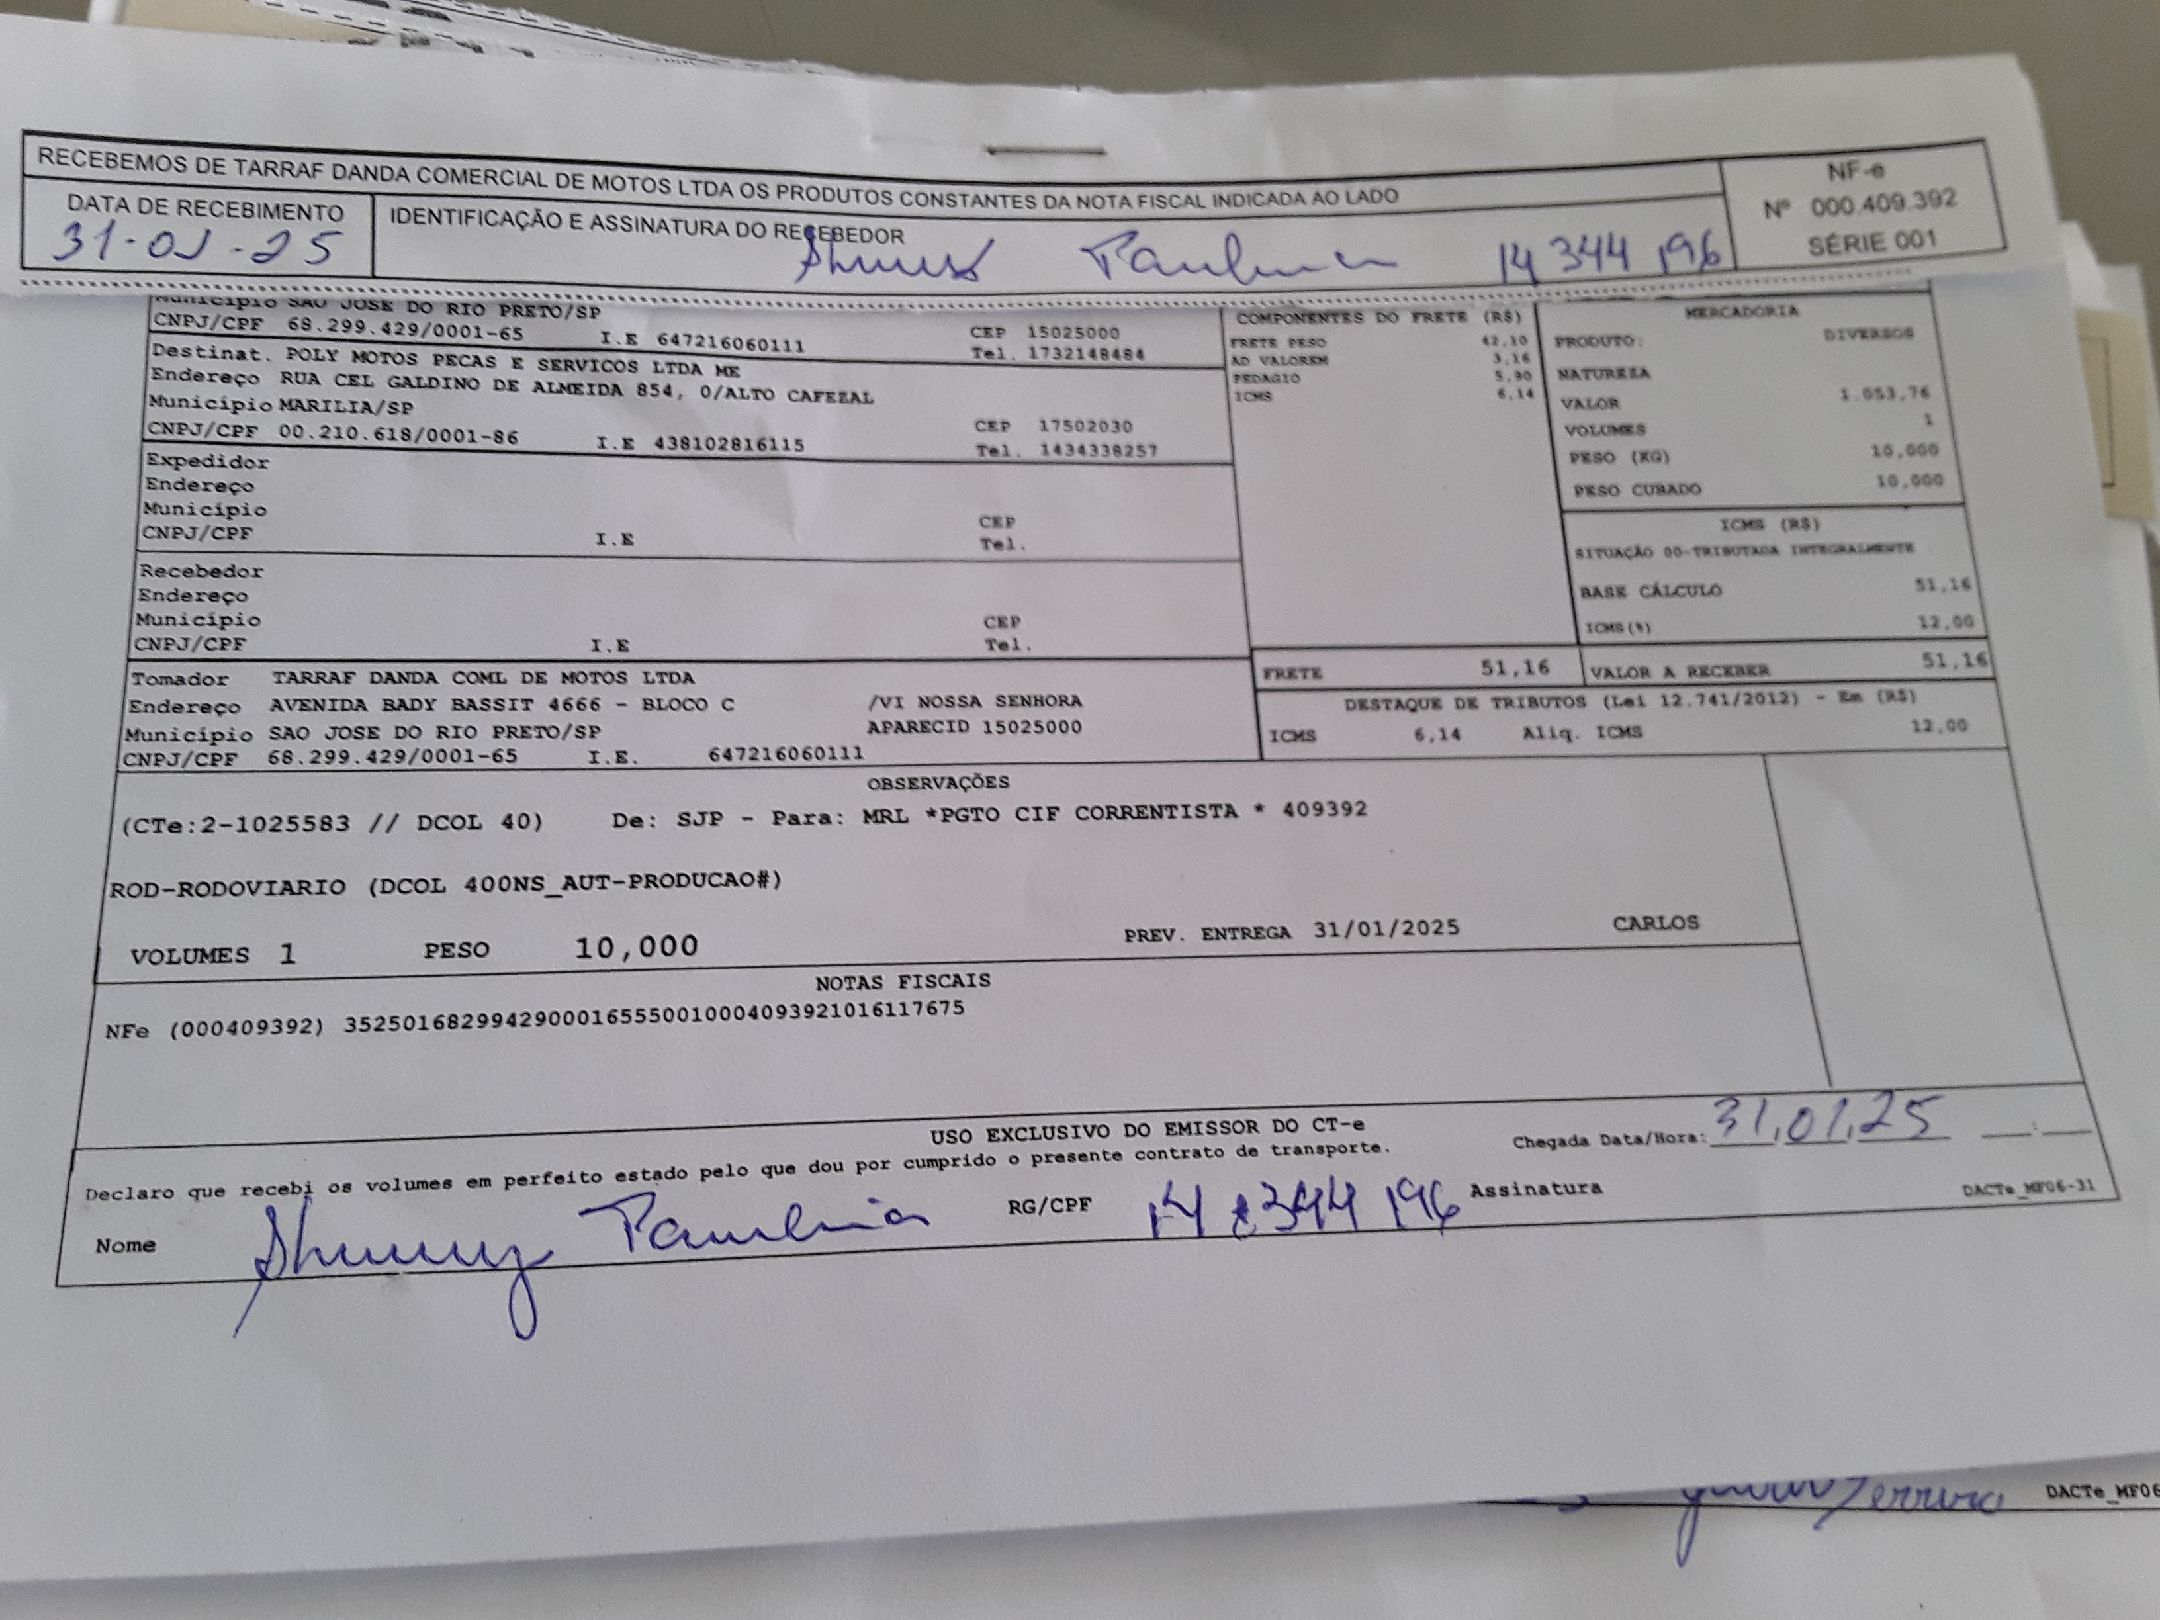 RECEBEMOS DE TARRAF DANDA COMERCIAL DE MOTOS LTDA OS PRODUTOS CONSTANTES DA NOTA FISCAL INDICADA AO LADO
DATA DE RECEBIMENTO
31-01-25
IDENTIFICAÇÃO E ASSINATURA DO RECEBEDOR
14 344 196
NF-e
Nº 000.409.392
SÉRIE 001
Município SAO JOSE DO RIO PRETO/SP
CNPJ/CPF 68.299.429/0001-65 I.E 647216060111
CEP 15025000
Tel. 1732148484
Destinat. POLY MOTOS PECAS E SERVICOS LTDA ME
Endereço RUA CEL GALDINO DE ALMEIDA 854, 0/ALTO CAFEZAL
Município MARILIA/SP
CNPJ/CPF 00.210.618/0001-86 I.E 438102816115
CEP 17502030
Tel. 1434338257
Expedidor
Endereço
Município CEP
CNPJ/CPF I.E Tel.
Recebedor
Endereço
Município CEP
CNPJ/CPF I.E Tel.
Tomador TARRAF DANDA COML DE MOTOS LTDA
Endereço AVENIDA BADY BASSIT 4666 - BLOCO C /VI NOSSA SENHORA
Município SAO JOSE DO RIO PRETO/SP APARECID 15025000
CNPJ/CPF 68.299.429/0001-65 I.E. 647216060111
COMPONENTES DO FRETE (R$)
FRETE PESO 42,10
AD VALOREM 3,16
PEDAGIO 5,90
ICMS 6,14
FRETE 51,16
MERCADORIA
PRODUTO: DIVERSOS
NATUREZA
VALOR 1.053,76
VOLUMES 1
PESO (KG) 10,000
PESO CUBADO 10,000
ICMS (R$)
SITUAÇÃO 00-TRIBUTADA INTEGRALMENTE
BASE CÁLCULO 51,16
ICMS(%) 12,00
VALOR A RECEBER 51,16
DESTAQUE DE TRIBUTOS (Lei 12.741/2012) - Em (R$)
ICMS 6,14 Aliq. ICMS 12,00
OBSERVAÇÕES
(CTe:2-1025583 // DCOL 40) De: SJP - Para: MRL *PGTO CIF CORRENTISTA * 409392
ROD-RODOVIARIO (DCOL 400NS_AUT-PRODUCAO#)
VOLUMES 1 PESO 10,000 PREV. ENTREGA 31/01/2025 CARLOS
NOTAS FISCAIS
NFe (000409392) 35250168299429000165550010004093921016117675
USO EXCLUSIVO DO EMISSOR DO CT-e
Chegada Data/Hora: 31,01,25 __:__
Declaro que recebi os volumes em perfeito estado pelo que dou por cumprido o presente contrato de transporte.
Nome RG/CPF 14 344 196 Assinatura
DACTe_MF06-31
DACTe_MF06